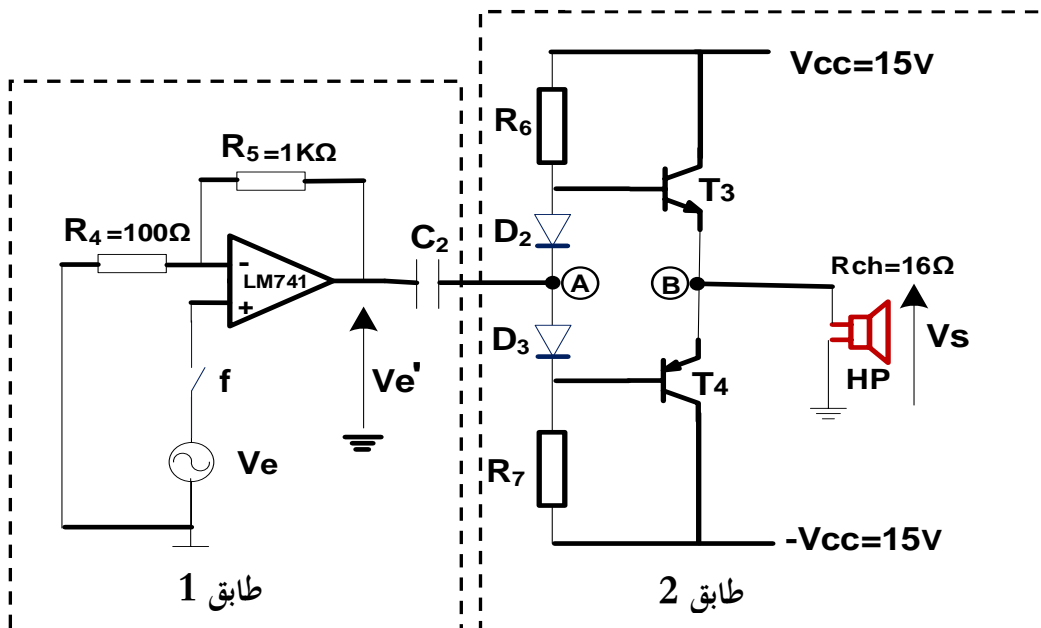 Vcc=15V
R6
R5=1KΩ
T3
R4=100Ω
D2
C2
-
LM741
+
A
B
Rch=16Ω
D3
Vs
f
Ve'
T4
HP
Ve
R7
-Vcc=15V
طابق 1
طابق 2